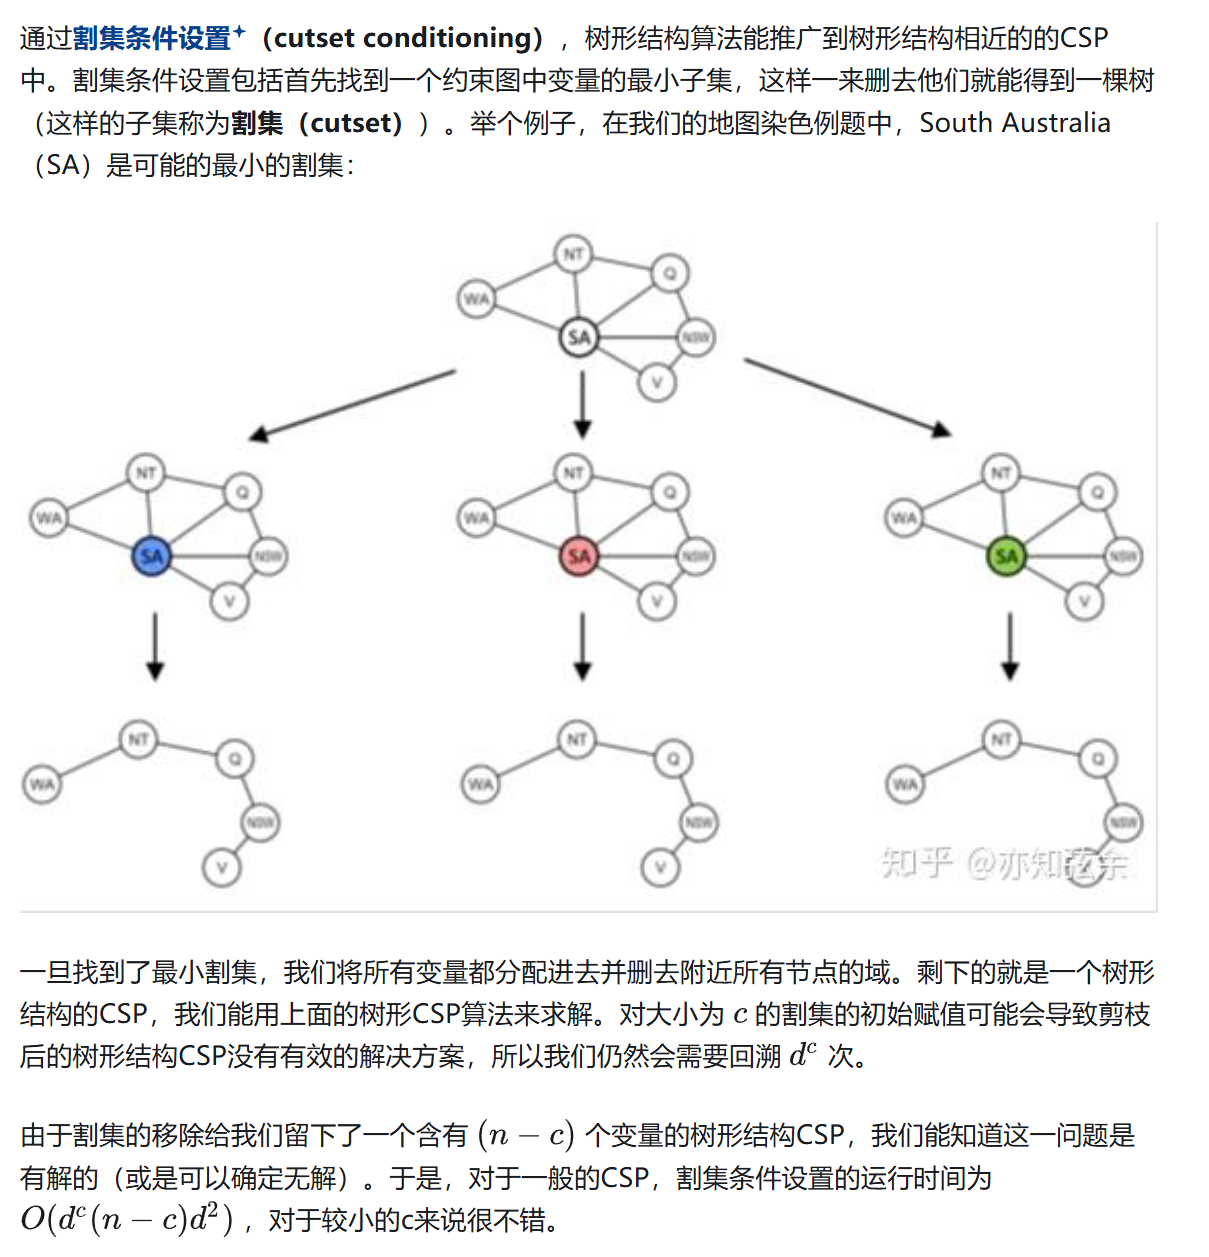 通过割集条件设置（cutset conditioning），树形结构算法能推广到树形结构相近的的CSP
中。割集条件设置包括首先找到一个约束图中变量的最小子集，这样一来删去他们就能得到一棵树
（这样的子集称为割集（cutset））。举个例子，在我们的地图染色例题中，South Australia
（SA）是可能的最小的割集：
NT
Q
WA
SA
NSW
V
NT
Q
WA
SA
NSW
V
NT
Q
WA
SA
NSW
V
NT
Q
WA
SA
NSW
V
NT
Q
WA
NSW
V
NT
Q
WA
NSW
V
NT
Q
WA
NSW
V
知乎 @亦知弦余
一旦找到了最小割集，我们将所有变量都分配进去并删去附近所有节点的域。剩下的就是一个树形
结构的CSP，我们能用上面的树形CSP算法来求解。对大小为 c 的割集的初始赋值可能会导致剪枝
后的树形结构CSP没有有效的解决方案，所以我们仍然会需要回溯 d^c 次。
由于割集的移除给我们留下了一个含有 (n − c) 个变量的树形结构CSP，我们能知道这一问题是
有解的（或是可以确定无解）。于是，对于一般的CSP，割集条件设置的运行时间为
O(d^c(n − c)d^2) ，对于较小的c来说很不错。